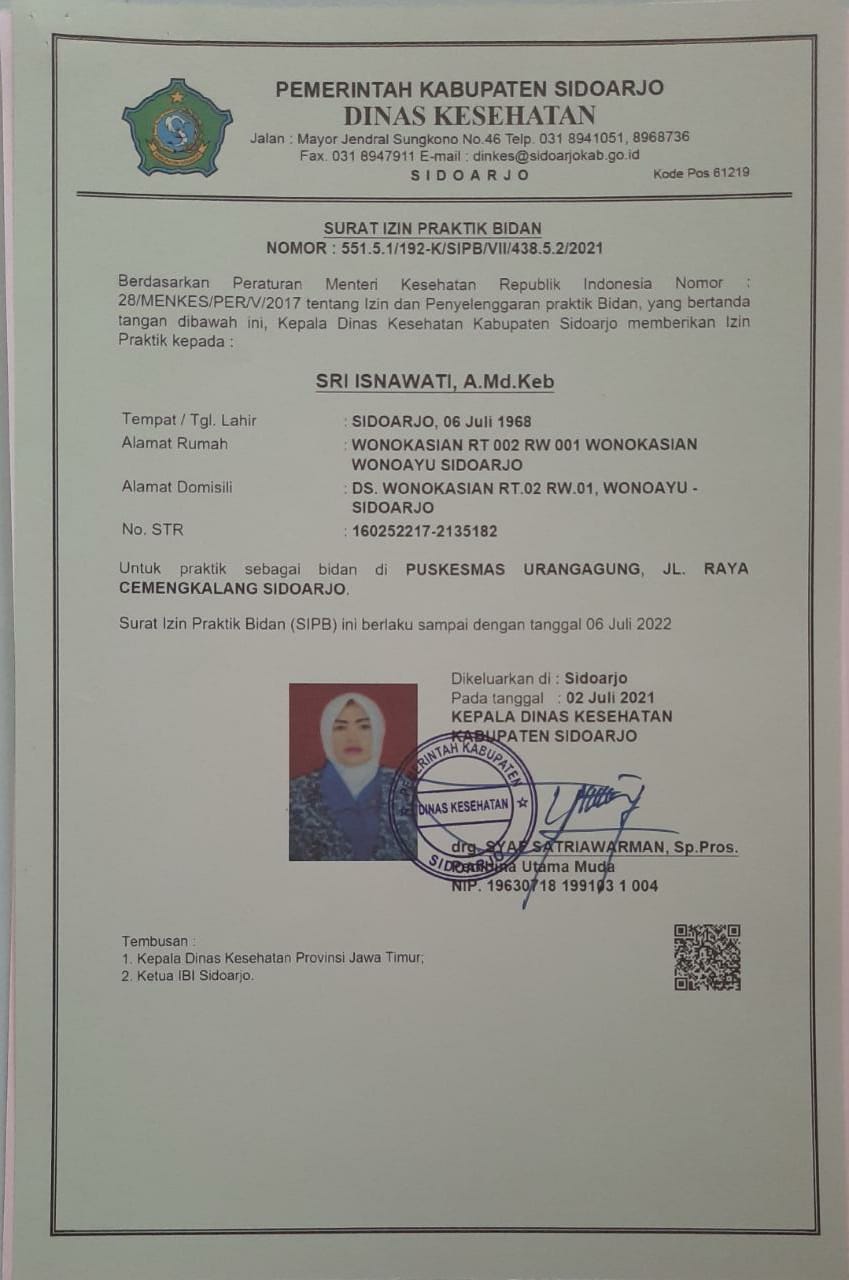 PEMERINTAH KABUPATEN SIDOARJO
DINAS KESEHATAN
Jalan : Mayor Jendral Sungkono No.46 Telp. 031 8941051, 8968736
Fax. 031 8947911 E-mail : dinkes@sidoarjokab.go.id
S I D O A R J O
Kode Pos 61219
SURAT IZIN PRAKTIK BIDAN
NOMOR : 551.5.1/192-K/SIPB/VII/438.5.2/2021
Berdasarkan Peraturan Menteri Kesehatan Republik Indonesia Nomor :
28/MENKES/PER/V/2017 tentang Izin dan Penyelenggaran praktik Bidan, yang bertanda
tangan dibawah ini, Kepala Dinas Kesehatan Kabupaten Sidoarjo memberikan Izin
Praktik kepada :
SRI ISNAWATI, A.Md.Keb
Tempat / Tgl. Lahir : SIDOARJO, 06 Juli 1968
Alamat Rumah : WONOKASIAN RT 002 RW 001 WONOKASIAN
WONOAYU SIDOARJO
Alamat Domisili : DS. WONOKASIAN RT.02 RW.01, WONOAYU -
SIDOARJO
No. STR : 160252217-2135182
Untuk praktik sebagai bidan di PUSKESMAS URANGAGUNG, JL. RAYA
CEMENGKALANG SIDOARJO.
Surat Izin Praktik Bidan (SIPB) ini berlaku sampai dengan tanggal 06 Juli 2022
Dikeluarkan di : Sidoarjo
Pada tanggal : 02 Juli 2021
KEPALA DINAS KESEHATAN
KABUPATEN SIDOARJO
PEMERINTAH KABUPATEN
DINAS KESEHATAN
SIDOARJO
drg. SYAF SATRIAWARMAN, Sp.Pros.
Pembina Utama Muda
NIP. 19630718 199103 1 004
Tembusan :
1. Kepala Dinas Kesehatan Provinsi Jawa Timur;
2. Ketua IBI Sidoarjo.